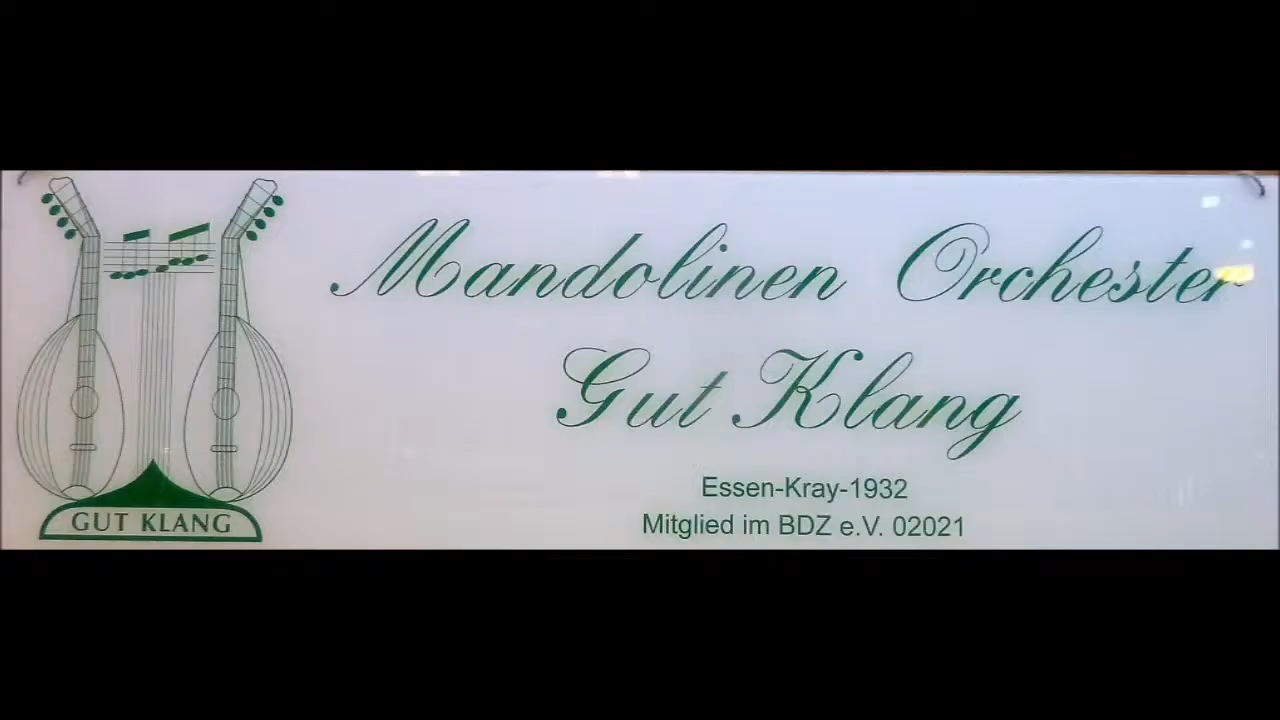 Mandolinen Orchester
Gut Klang
Essen-Kray-1932
Mitglied im BDZ e.V. 02021
GUT KLANG